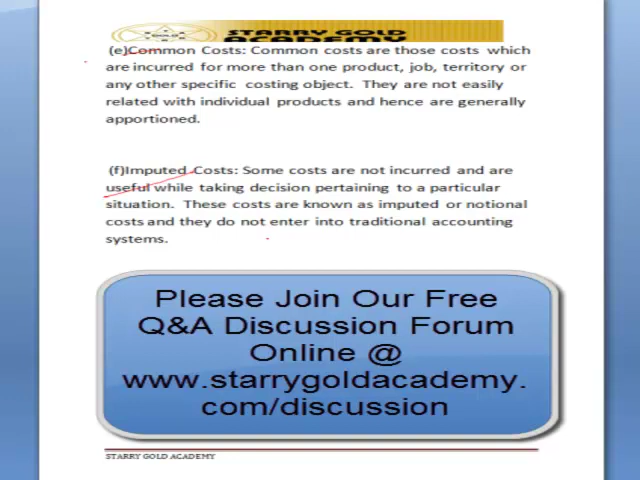 STARRY GOLD
ACADEMY
(e)Common Costs: Common costs are those costs which
are incurred for more than one product, job, territory or
any other specific costing object. They are not easily
related with individual products and hence are generally
apportioned.
(f)Imputed Costs: Some costs are not incurred and are
useful while taking decision pertaining to a particular
situation. These costs are known as imputed or notional
costs and they do not enter into traditional accounting
systems.
Please Join Our Free
Q&A Discussion Forum
Online @
www.starrygoldacademy.
com/discussion
STARRY GOLD ACADEMY